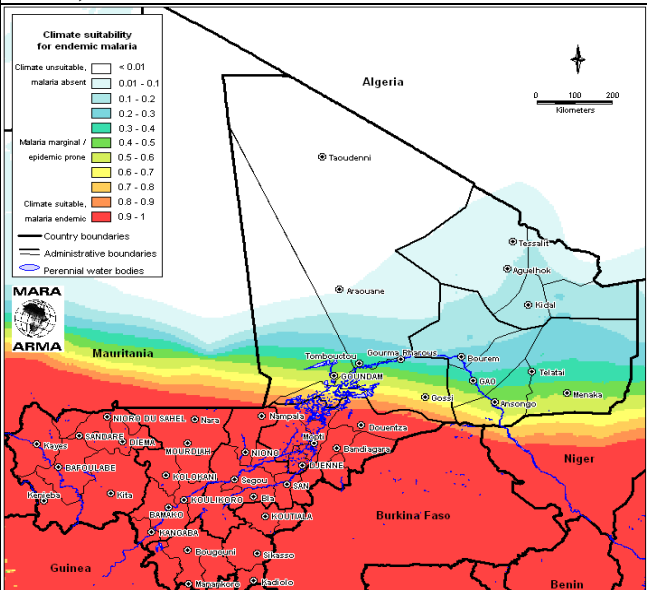 Climate suitability
for endemic malaria
Climate unsuitable,
malaria absent
Malaria marginal /
epidemic prone
Climate suitable,
malaria endemic
< 0.01
0.01 - 0.1
0.1 - 0.2
0.2 - 0.3
0.3 - 0.4
0.4 - 0.5
0.5 - 0.6
0.6 - 0.7
0.7 - 0.8
0.8 - 0.9
0.9 - 1
Country boundaries
Administrative boundaries
Perennial water bodies
MARA
ARMA
Algeria
0 100 200
Kilometers
Taoudenni
Tessalit
Aguelhok
Araouane
Kidal
Mauritania
Tombouctou
Gourma Rharous
Bourem
GOUNDAM
GAO
Telatai
Gossi
Ansongo
Menaka
NIORO DU SAHEL
Nara
Nampala
Douentza
Kayes
SANDARE
DIEMA
MOURDIAH
NIONO
Mopti
Bandiagara
Niger
BAFOULABE
KOLOKANI
Segou
DJENNE
SAN
Kenieba
Kita
KOULIKORO
Bla
BAMAKO
KOUTIALA
Burkina Faso
KANGABA
Bougouni
Sikasso
Guinea
Manankoro
Kadiolo
Benin